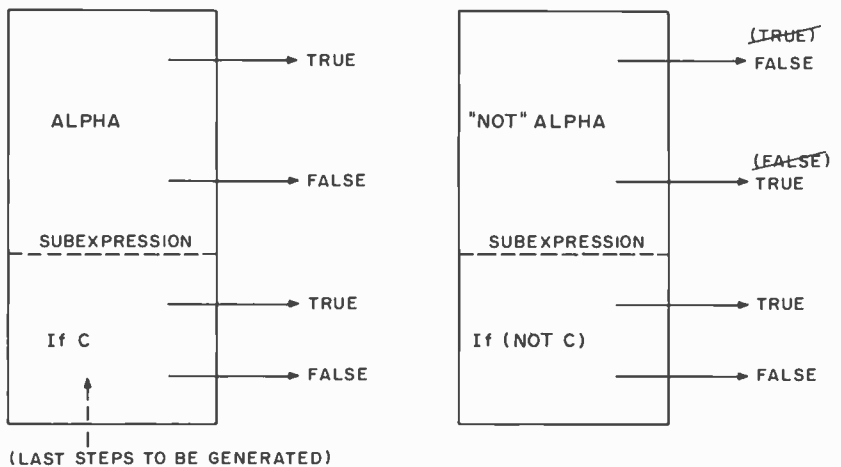 TRUE
ALPHA
FALSE
SUBEXPRESSION
TRUE
If C
FALSE
(LAST STEPS TO BE GENERATED)
(TRUE)
FALSE
"NOT" ALPHA
(FALSE)
TRUE
SUBEXPRESSION
TRUE
If (NOT C)
FALSE